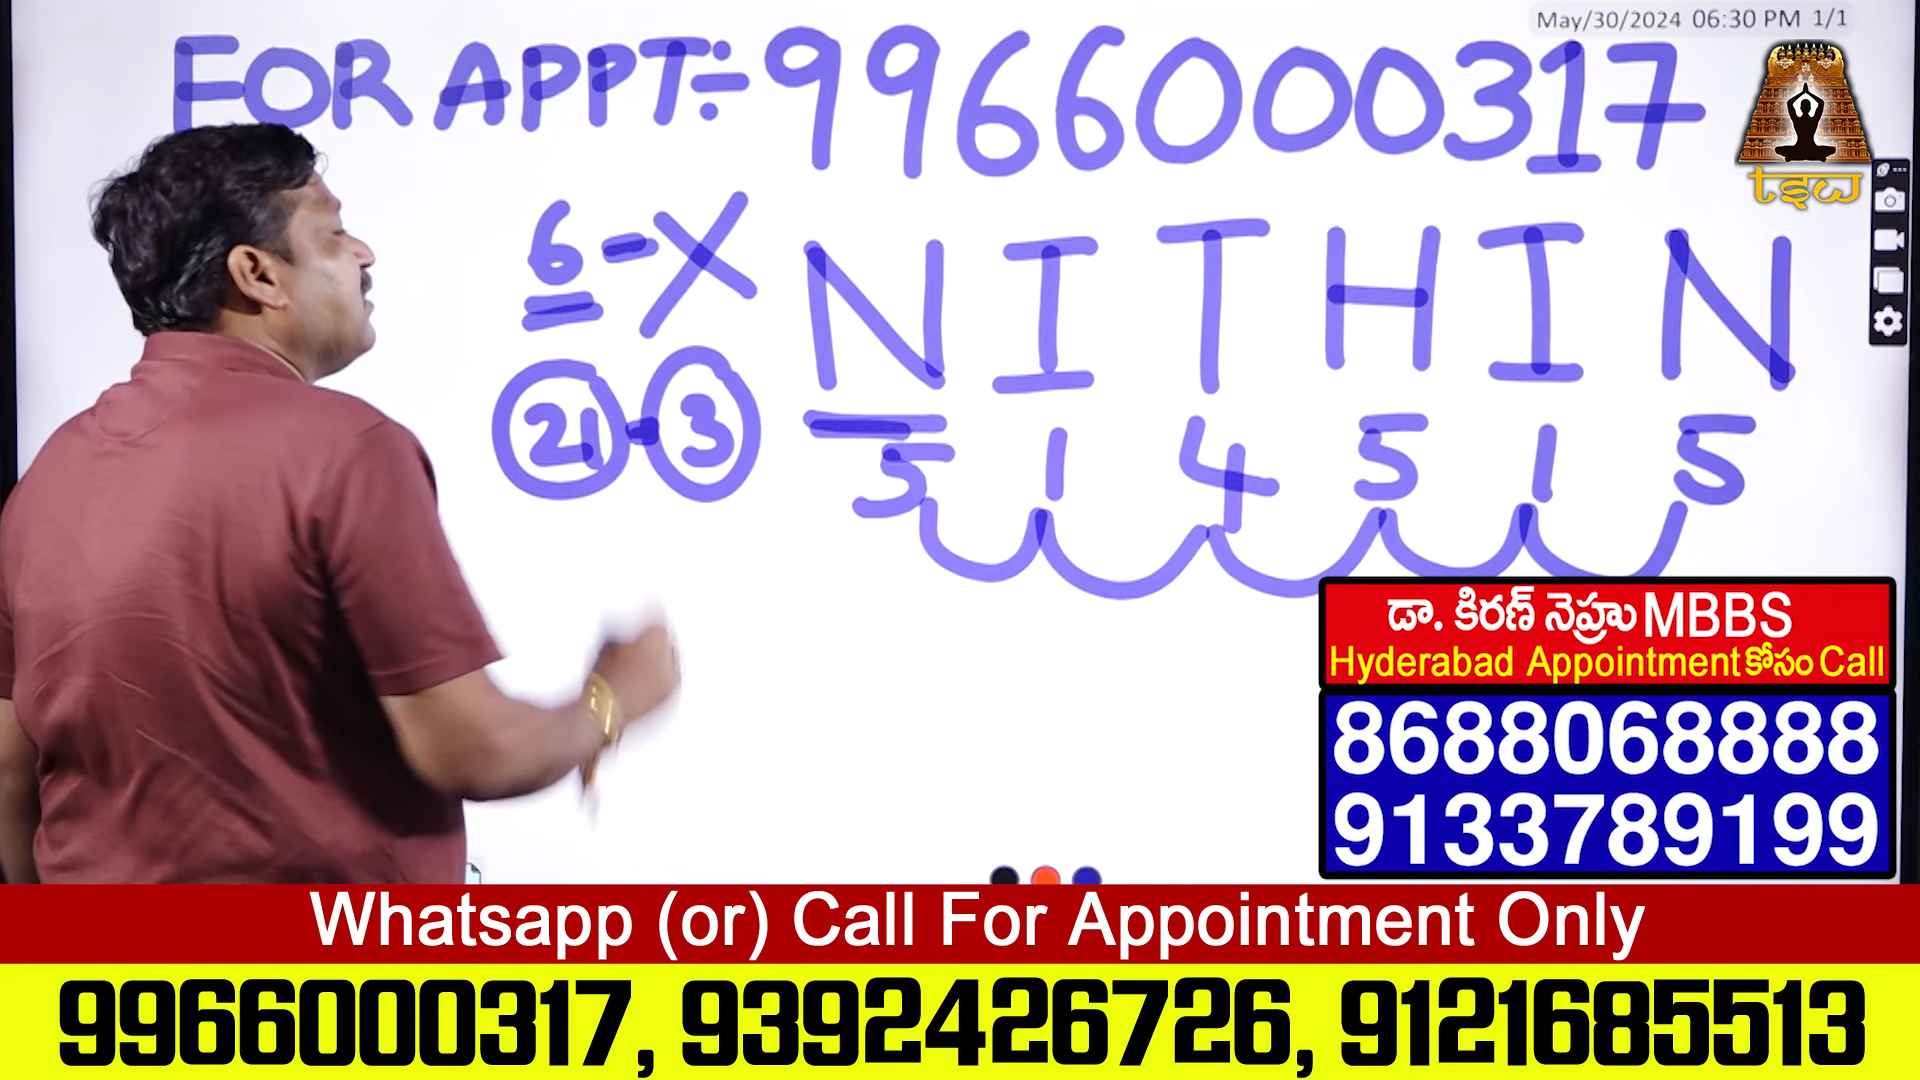 May/30/2024 06:30 PM 1/1
FOR APPT:- 9966000317
tsw
6 - X NITHIN
21 - 3 5 1 4 5 1 5
డా. కిరణ్ నెహ్రు MBBS
Hyderabad Appointment కోసం Call
8688068888
9133789199
Whatsapp (or) Call For Appointment Only
9966000317, 9392426726, 9121685513